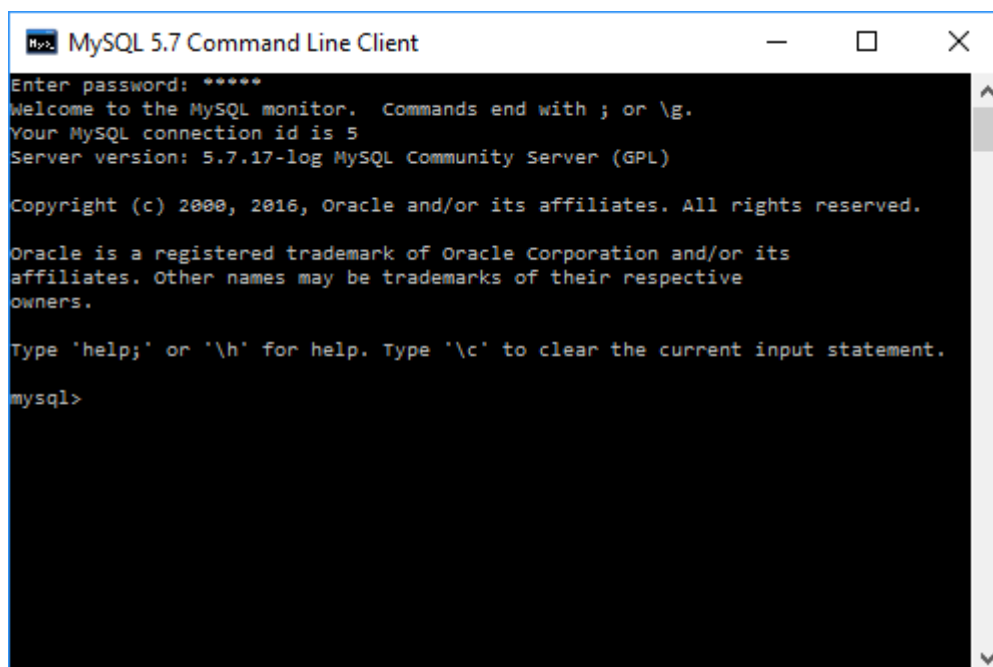 MySQL 5.7 Command Line Client
Enter password: *****
Welcome to the MySQL monitor.  Commands end with ; or \g.
Your MySQL connection id is 5
Server version: 5.7.17-log MySQL Community Server (GPL)
Copyright (c) 2000, 2016, Oracle and/or its affiliates. All rights reserved.
Oracle is a registered trademark of Oracle Corporation and/or its
affiliates. Other names may be trademarks of their respective
owners.
Type 'help;' or '\h' for help. Type '\c' to clear the current input statement.
mysql>